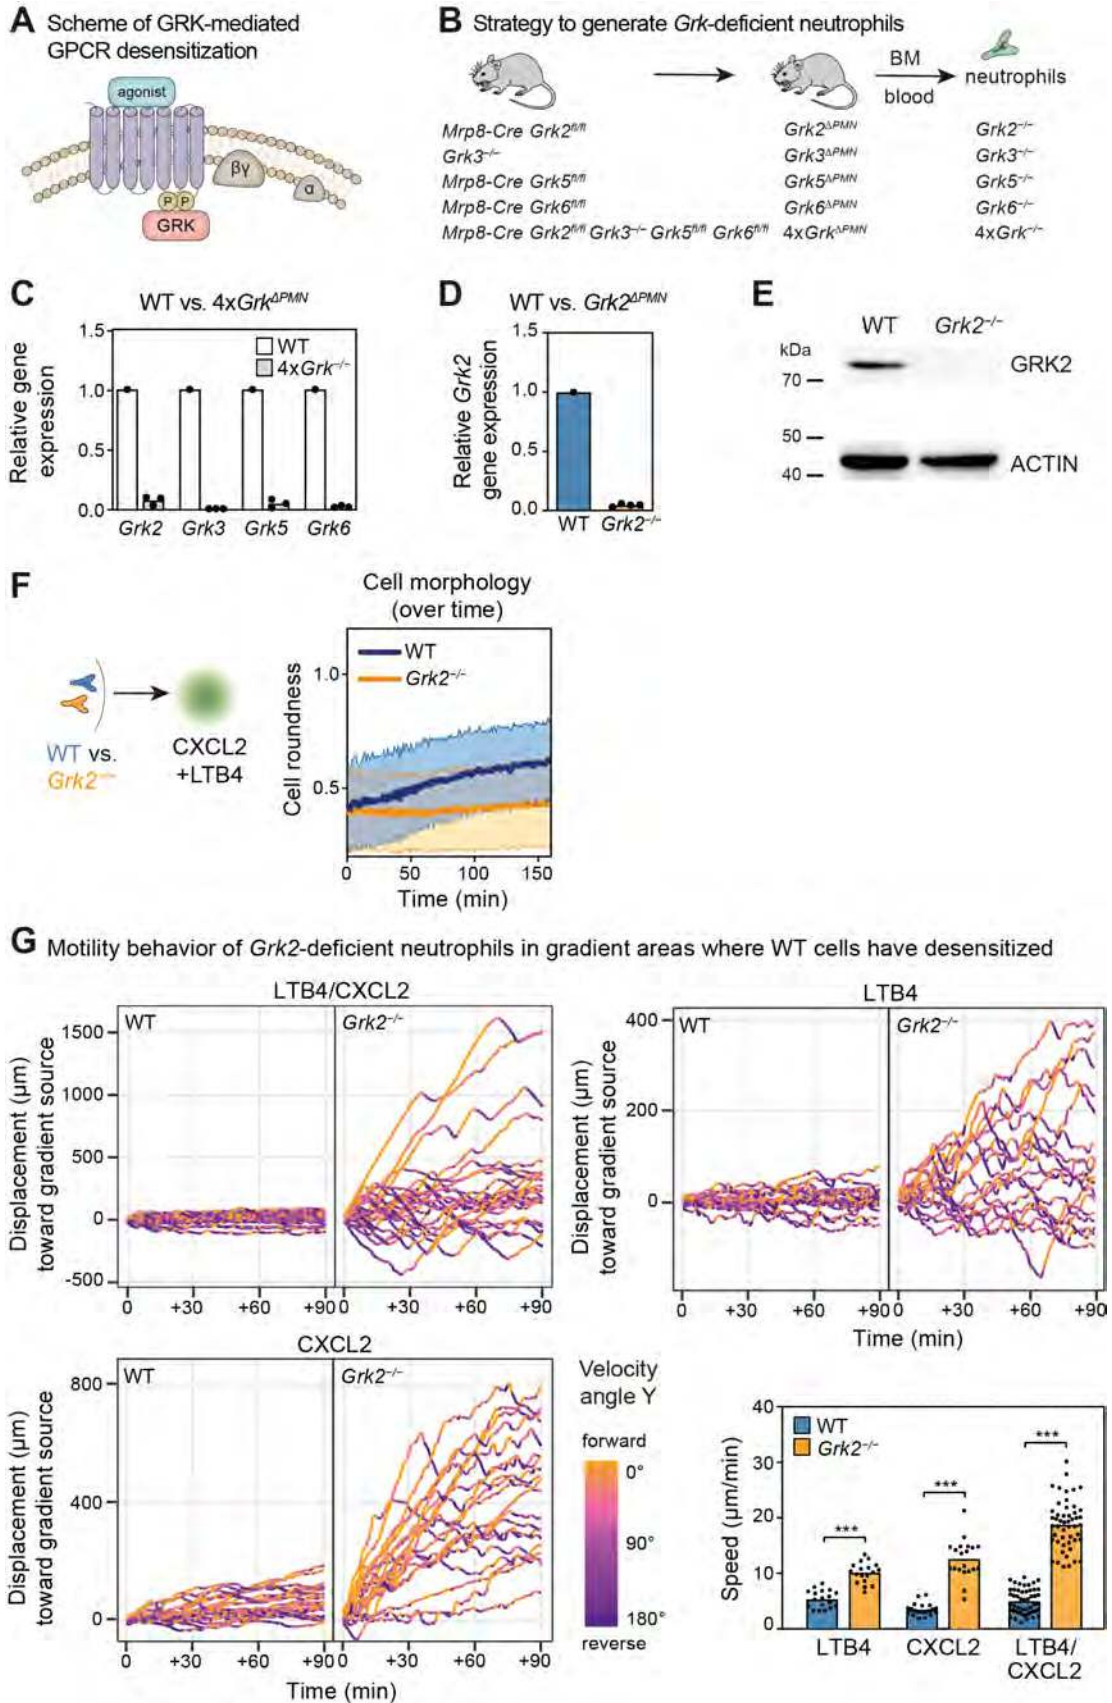 A Scheme of GRK-mediated
GPCR desensitization
agonist
βγ
α
P P
GRK
B Strategy to generate Grk-deficient neutrophils
BM
blood
neutrophils
Mrp8-Cre Grk2fl/fl Grk2ΔPMN Grk2–/–
Grk3–/– Grk3ΔPMN Grk3–/–
Mrp8-Cre Grk5fl/fl Grk5ΔPMN Grk5–/–
Mrp8-Cre Grk6fl/fl Grk6ΔPMN Grk6–/–
Mrp8-Cre Grk2fl/fl Grk3–/– Grk5fl/fl Grk6fl/fl 4xGrkΔPMN 4xGrk–/–
C WT vs. 4xGrkΔPMN
Relative gene
expression
1.5
1.0
0.5
0.0
WT
4xGrk–/–
Grk2 Grk3 Grk5 Grk6
D WT vs. Grk2ΔPMN
Relative Grk2
gene expression
1.5
1.0
0.5
0.0
WT Grk2–/–
E
WT Grk2–/–
kDa
70
50
40
GRK2
ACTIN
F
WT vs.
Grk2–/–
CXCL2
+LTB4
Cell morphology
(over time)
WT
Grk2–/–
Cell roundness
1.0
0.5
0 50 100 150
Time (min)
G Motility behavior of Grk2-deficient neutrophils in gradient areas where WT cells have desensitized
LTB4/CXCL2
WT Grk2–/–
Displacement (µm)
toward gradient source
1500
1000
500
0
-500
0 +30 +60 +90 0 +30 +60 +90
LTB4
WT Grk2–/–
Displacement (µm)
toward gradient source
400
200
0
0 +30 +60 +90 0 +30 +60 +90
Time (min)
CXCL2
WT Grk2–/–
Displacement (µm)
toward gradient source
800
400
0
0 +30 +60 +90 0 +30 +60 +90
Time (min)
Velocity
angle Y
forward
0°
90°
180°
reverse
WT
Grk2–/–
Speed (µm/min)
40
30
20
10
0
***
***
***
LTB4 CXCL2 LTB4/
CXCL2